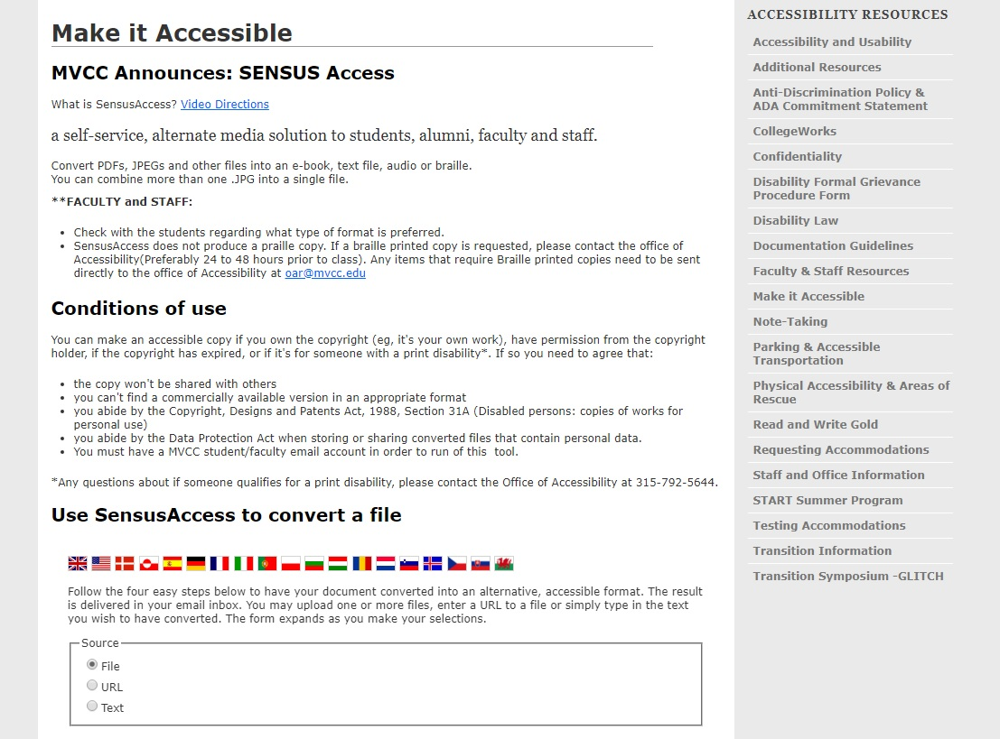 Make it Accessible
MVCC Announces: SENSUS Access
What is SensusAccess? Video Directions
a self-service, alternate media solution to students, alumni, faculty and staff.
Convert PDFs, JPEGs and other files into an e-book, text file, audio or braille.
You can combine more than one .JPG into a single file.
**FACULTY and STAFF:
Check with the students regarding what type of format is preferred.
SensusAccess does not produce a praille copy. If a braille printed copy is requested, please contact the office of
Accessibility(Preferably 24 to 48 hours prior to class). Any items that require Braille printed copies need to be sent
directly to the office of Accessibility at oar@mvcc.edu
Conditions of use
You can make an accessible copy if you own the copyright (eg, it's your own work), have permission from the copyright
holder, if the copyright has expired, or if it's for someone with a print disability*. If so you need to agree that:
the copy won't be shared with others
you can't find a commercially available version in an appropriate format
you abide by the Copyright, Designs and Patents Act, 1988, Section 31A (Disabled persons: copies of works for
personal use)
you abide by the Data Protection Act when storing or sharing converted files that contain personal data.
You must have a MVCC student/faculty email account in order to run of this  tool.
*Any questions about if someone qualifies for a print disability, please contact the Office of Accessibility at 315-792-5644.
Use SensusAccess to convert a file
Follow the four easy steps below to have your document converted into an alternative, accessible format. The result
is delivered in your email inbox. You may upload one or more files, enter a URL to a file or simply type in the text
you wish to have converted. The form expands as you make your selections.
Source
File
URL
Text
ACCESSIBILITY RESOURCES
Accessibility and Usability
Additional Resources
Anti-Discrimination Policy &
ADA Commitment Statement
CollegeWorks
Confidentiality
Disability Formal Grievance
Procedure Form
Disability Law
Documentation Guidelines
Faculty & Staff Resources
Make it Accessible
Note-Taking
Parking & Accessible
Transportation
Physical Accessibility & Areas of
Rescue
Read and Write Gold
Requesting Accommodations
Staff and Office Information
START Summer Program
Testing Accommodations
Transition Information
Transition Symposium -GLITCH